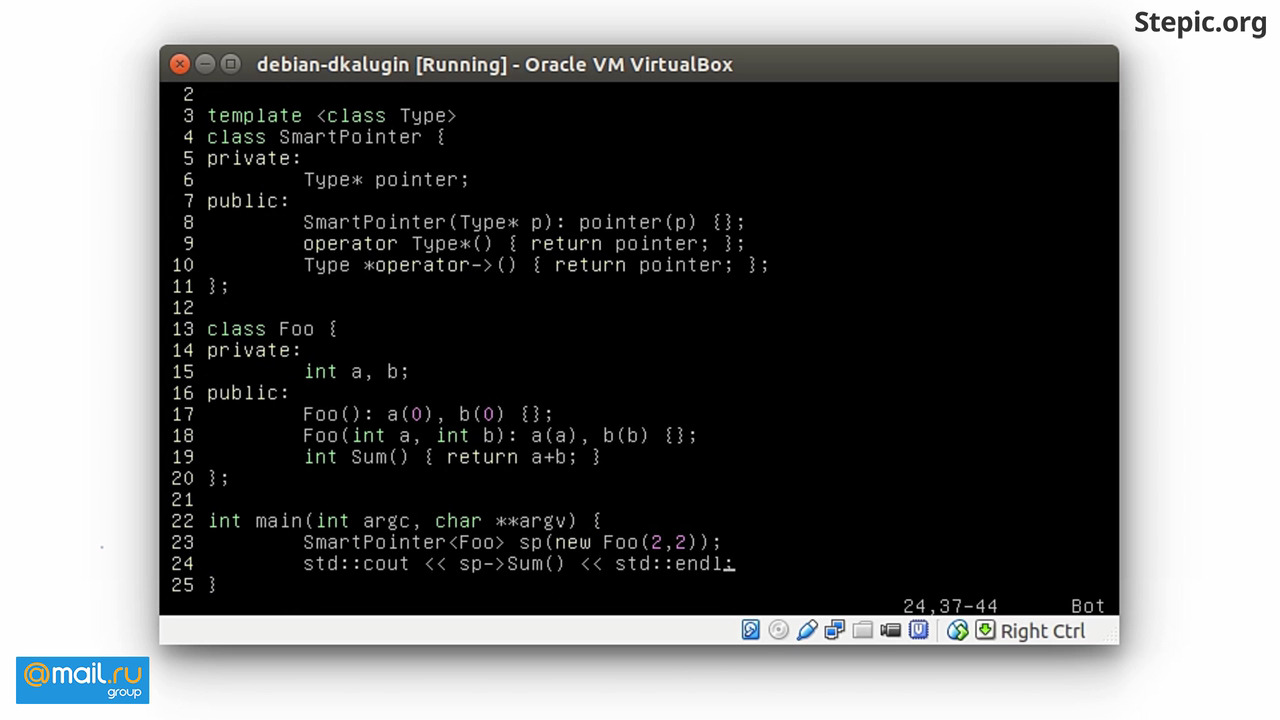 Stepic.org
debian-dkalugin [Running] - Oracle VM VirtualBox
2
3 template <class Type>
4 class SmartPointer {
5 private:
6 Type* pointer;
7 public:
8 SmartPointer(Type* p): pointer(p) {};
9 operator Type*() { return pointer; };
10 Type *operator->() { return pointer; };
11 };
12
13 class Foo {
14 private:
15 int a, b;
16 public:
17 Foo(): a(0), b(0) {};
18 Foo(int a, int b): a(a), b(b) {};
19 int Sum() { return a+b; }
20 };
21
22 int main(int argc, char **argv) {
23 SmartPointer<Foo> sp(new Foo(2,2));
24 std::cout << sp->Sum() << std::endl;
25 }
24,37-44 Bot
Right Ctrl
@mail.ru
group